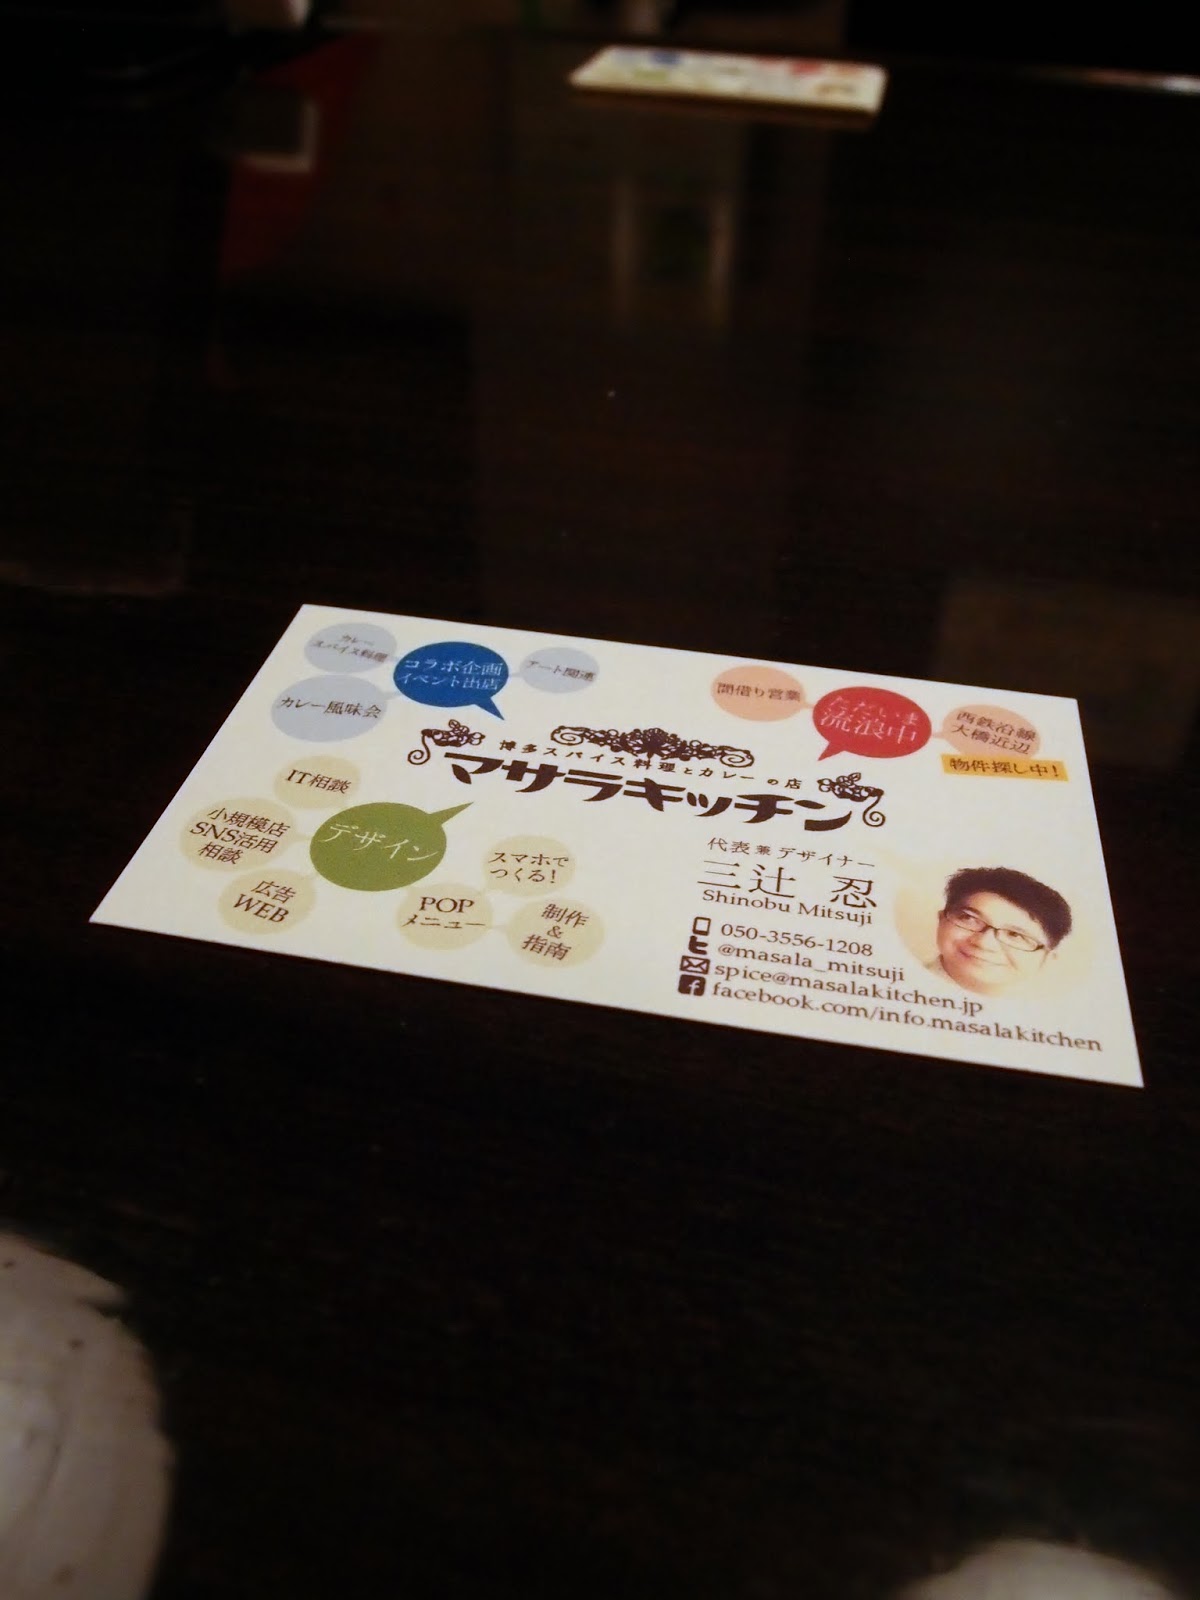 カレー
スパイス料理
コラボ企画
イベント出店
アート関連
カレー風味会
間借り営業
ただいま
流浪中
西鉄沿線
大橋近辺
物件探し中！
博多スパイス料理とカレーの店
マサラキッチン
IT相談
小規模店
SNS活用
相談
デザイン
広告
WEB
POP
メニュー
スマホで
つくる！
制作
&
指南
代表兼デザイナー
三辻 忍
Shinobu Mitsuji
050-3556-1208
@masala_mitsuji
spice@masalakitchen.jp
facebook.com/info.masalakitchen